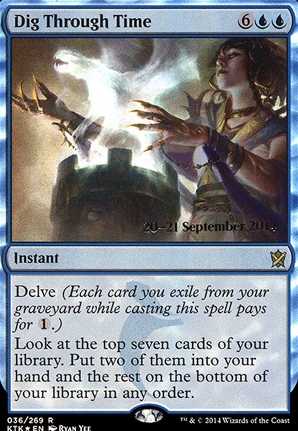 Dig Through Time 6
20–21 September 2014
Instant
Delve (Each card you exile from your
graveyard while casting this spell pays
for 1.)
Look at the top seven cards of your
library. Put two of them into your
hand and the rest on the bottom of
your library in any order.
036/269 R
KTK ★ EN Ryan Yee
™ & © 2014 Wizards of the Coast